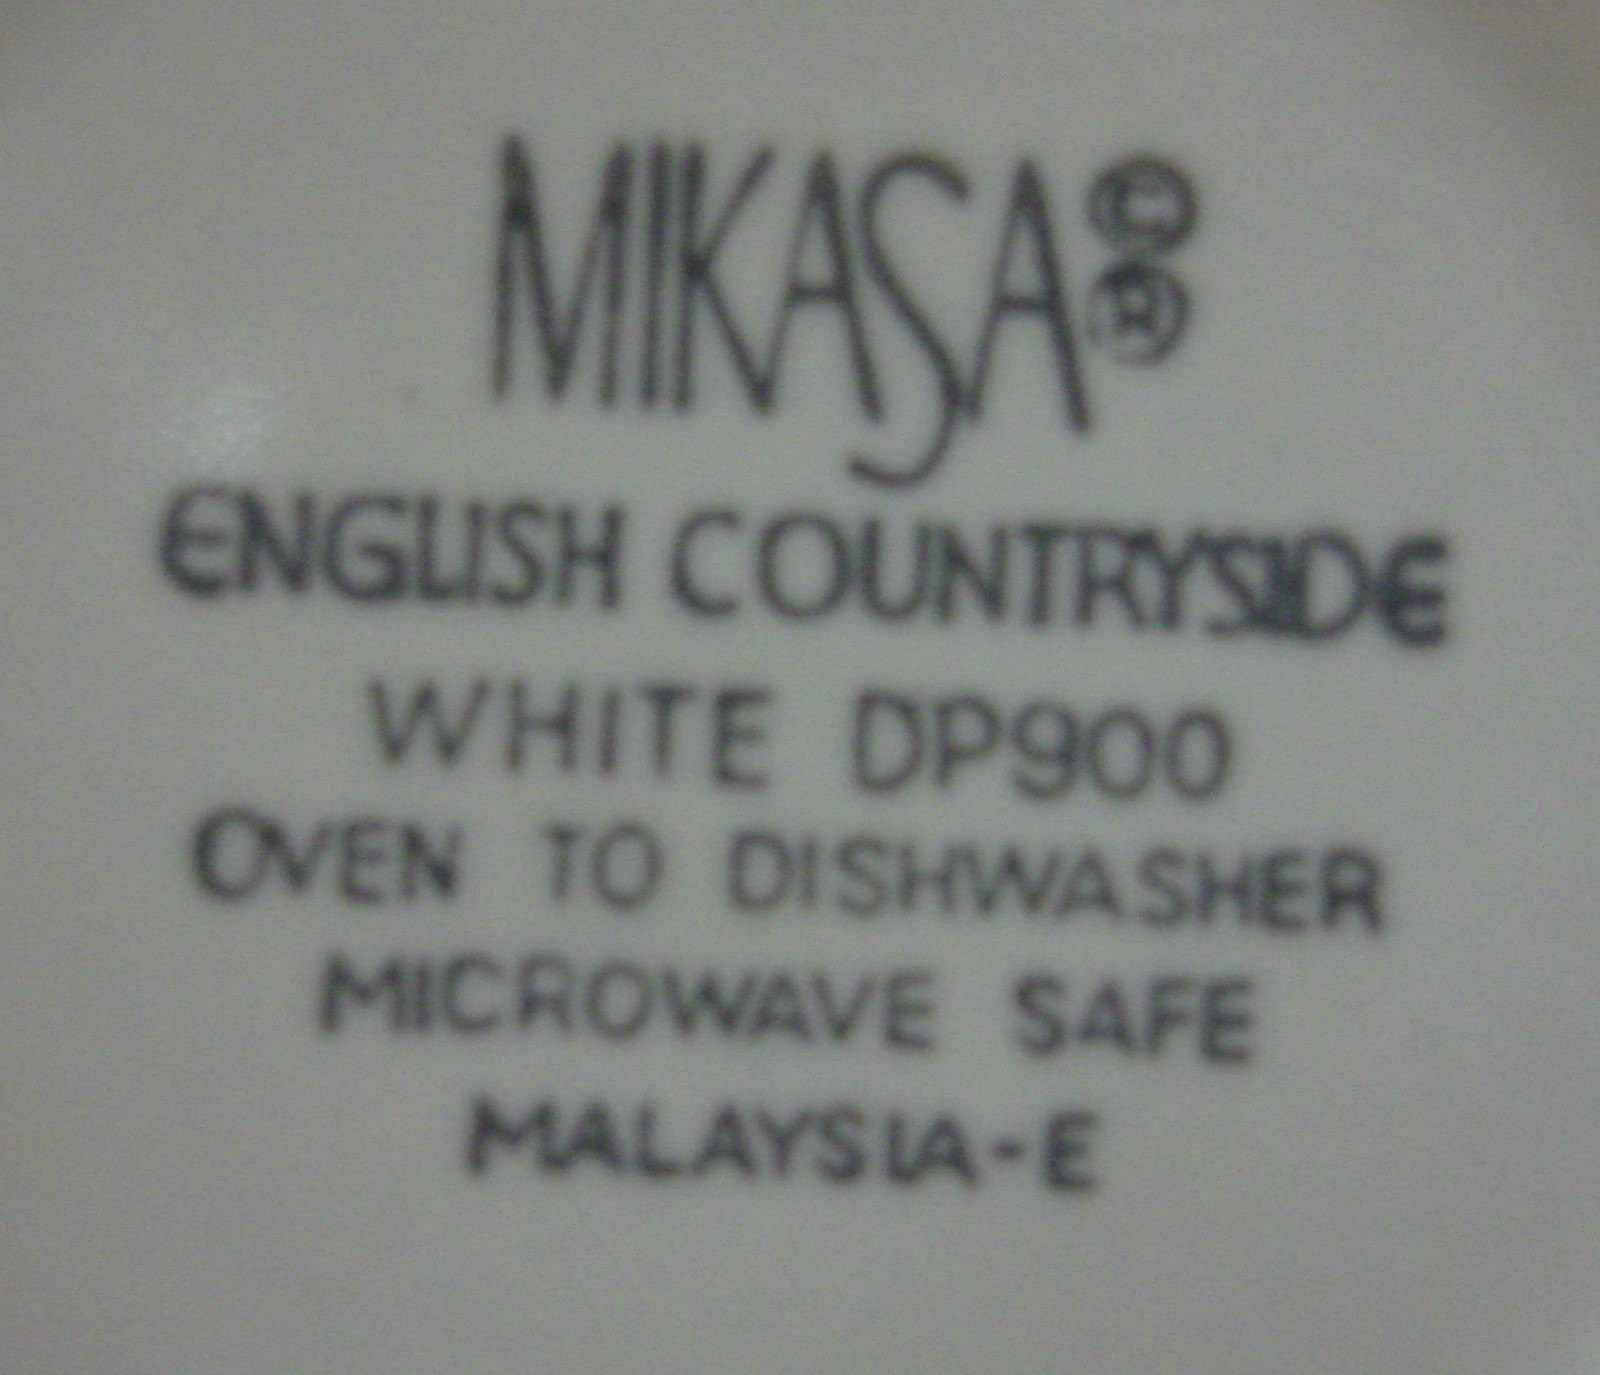 MIKASA © ®
ENGLISH COUNTRYSIDE
WHITE DP900
OVEN TO DISHWASHER
MICROWAVE SAFE
MALAYSIA-E